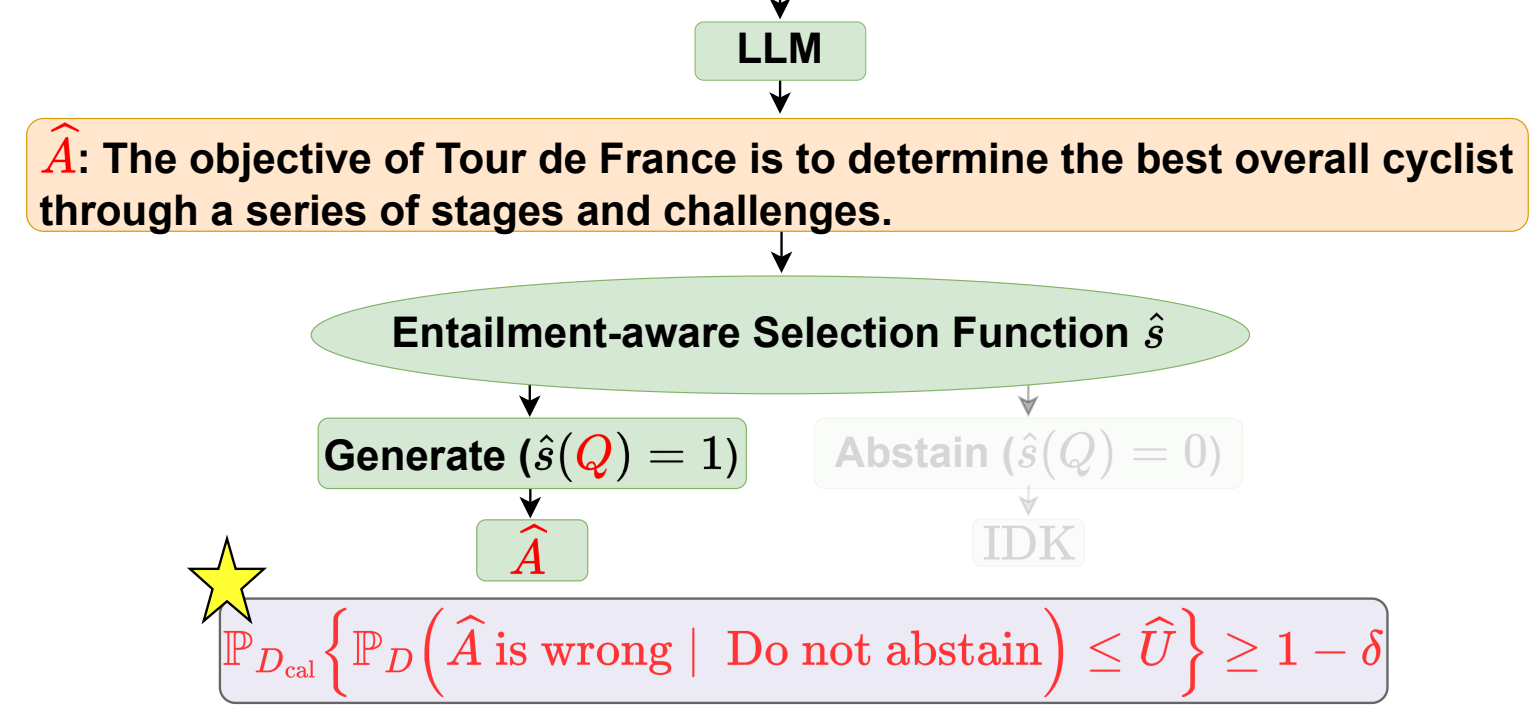 LLM
Â: The objective of Tour de France is to determine the best overall cyclist
through a series of stages and challenges.
Entailment-aware Selection Function ŝ
Generate (ŝ(Q) = 1)
Abstain (ŝ(Q) = 0)
Â
IDK
ℙ_{D_cal}{ℙ_D(Â is wrong | Do not abstain) ≤ Û} ≥ 1 − δ